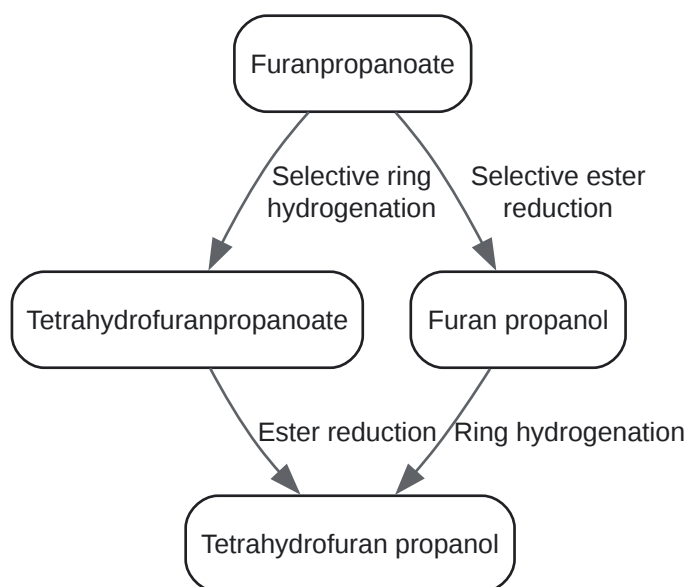 Furanpropanoate
Selective ring
hydrogenation
Selective ester
reduction
Tetrahydrofuranpropanoate
Furan propanol
Ester reduction
Ring hydrogenation
Tetrahydrofuran propanol